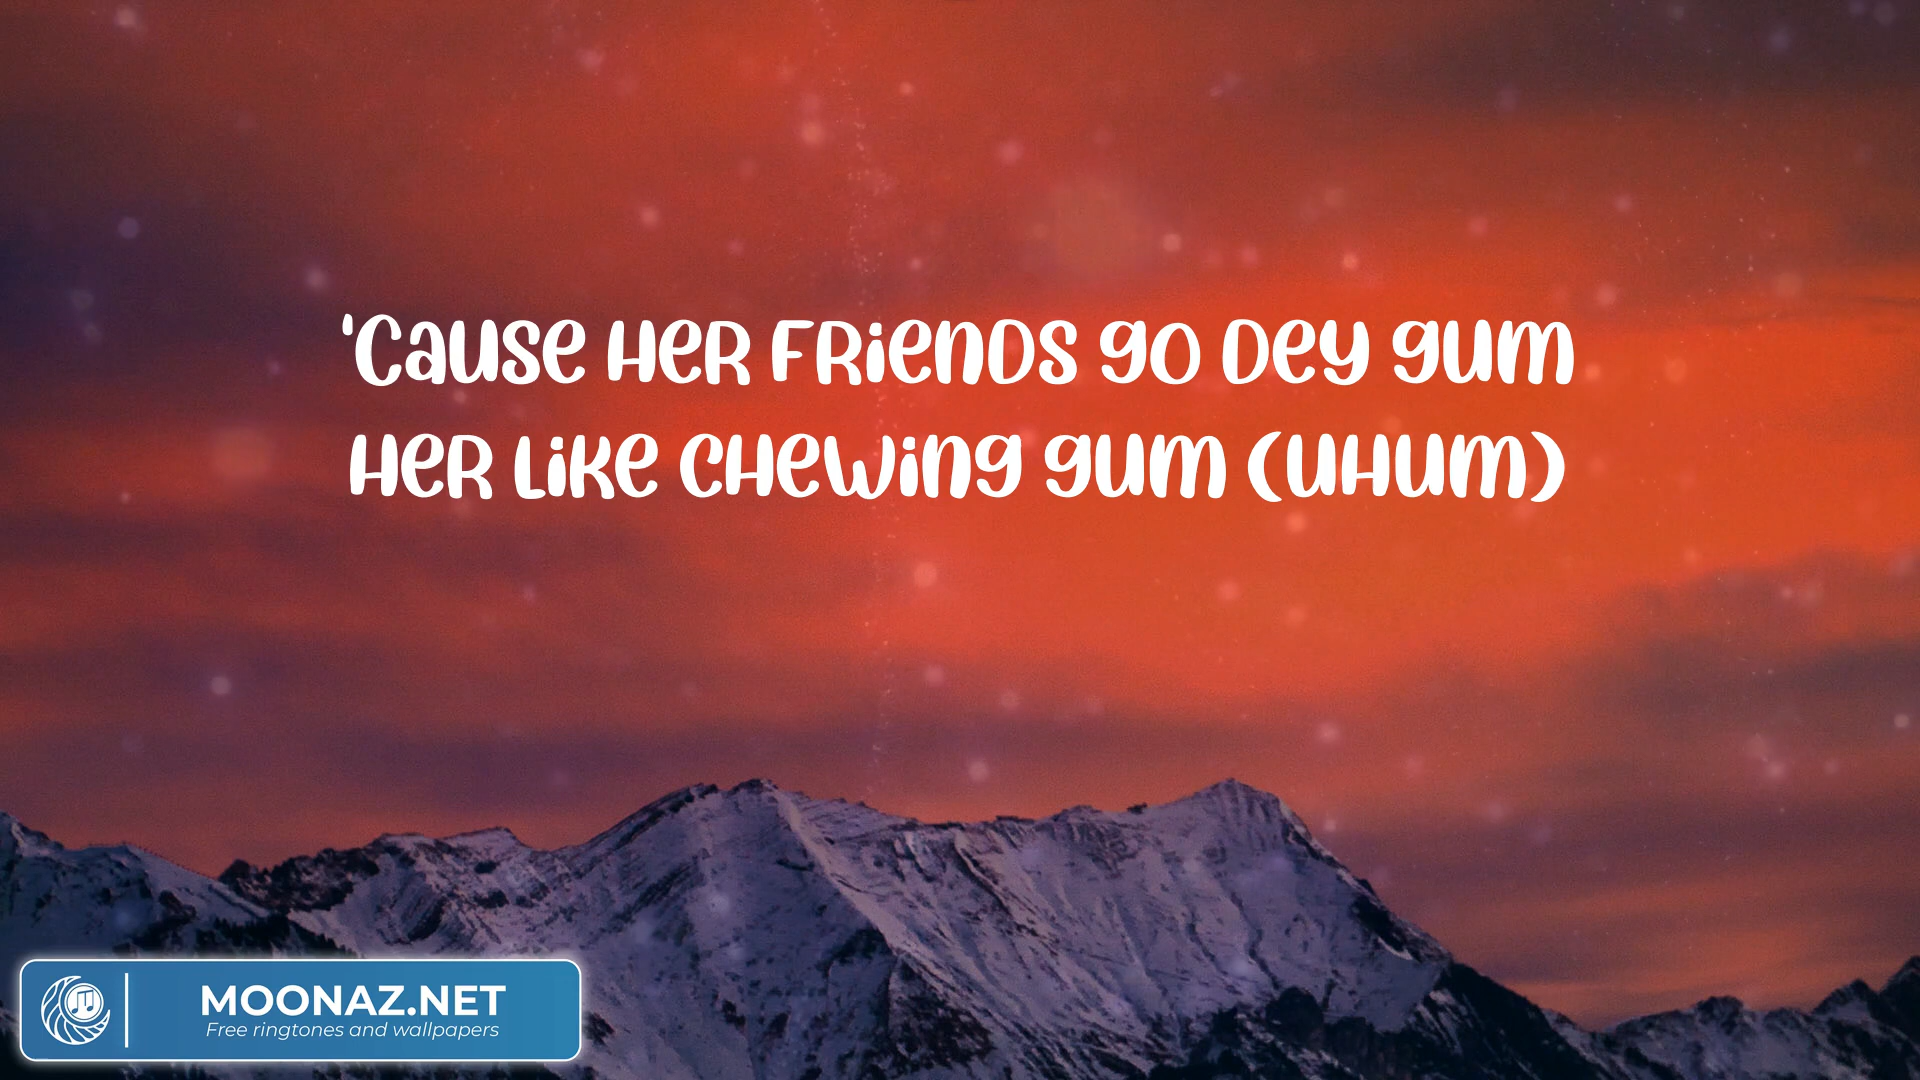 'Cause her friends go dey gum
her like chewing gum (uhum)
MOONAZ.NET
Free ringtones and wallpapers